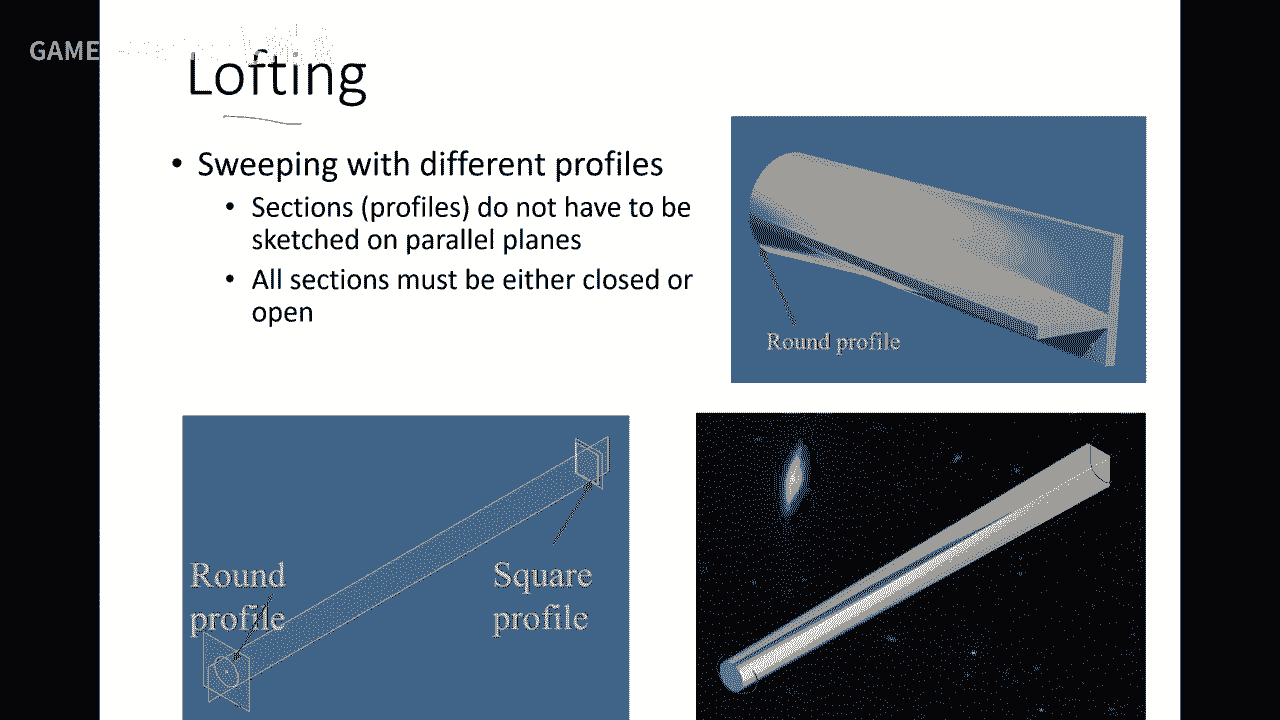 GAME
Lofting
• Sweeping with different profiles
• Sections (profiles) do not have to be
sketched on parallel planes
• All sections must be either closed or
open
Round profile
Round
profile
Square
profile